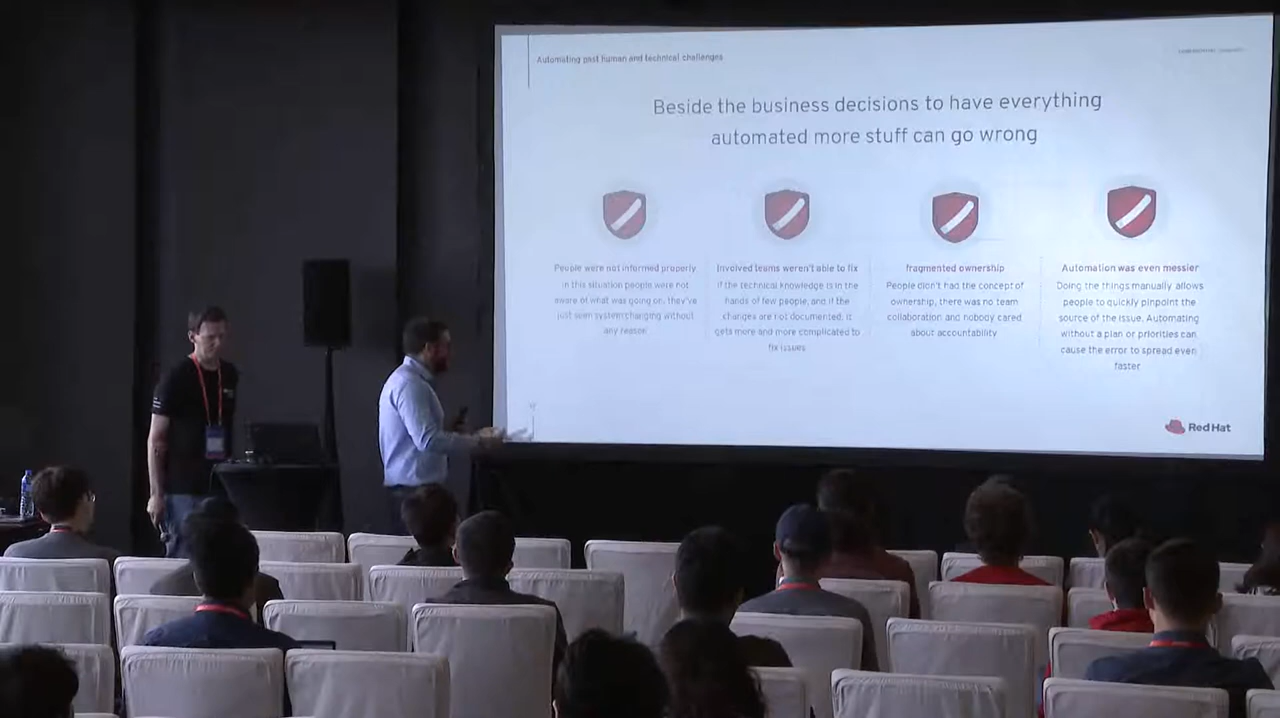 Automating past human and technical challenges
Beside the business decisions to have everything
automated more stuff can go wrong
People were not informed properly
in this situation people were not
aware of what was going on, they've
just seen system changing without
any reason
Involved teams weren't able to fix
if the technical knowledge is in the
hands of few people, and if the
changes are not documented, it
gets more and more complicated to
fix issues
fragmented ownership
People didn't had the concept of
ownership, there was no team
collaboration and nobody cared
about accountability
Automation was even messier
Doing the things manually allows
people to quickly pinpoint the
source of the issue. Automating
without a plan or priorities can
cause the error to spread even
faster
Red Hat